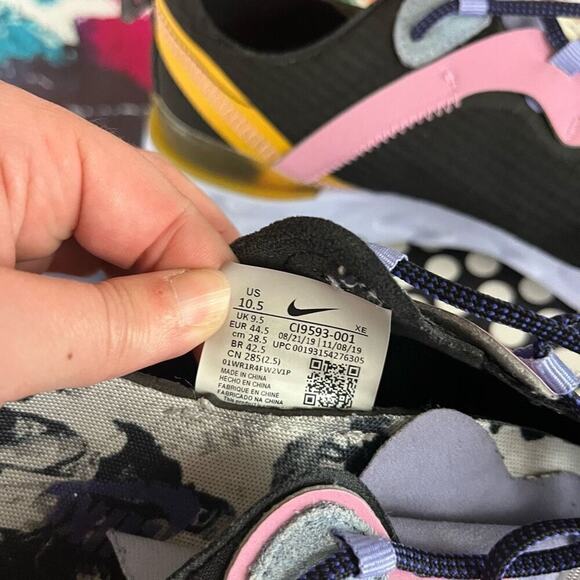 US
10.5
XE
UK 9.5
CI9593-001
EUR 44.5
08/21/19 | 11/08/19
cm 28.5
UPC 00193154276305
BR 42.5
CN 285(2.5)
01WR1R4FW2V1P
MADE IN CHINA
HECHO EN CHINA
FABRIQUE EN CHINE
FABRICADO NA CHINA